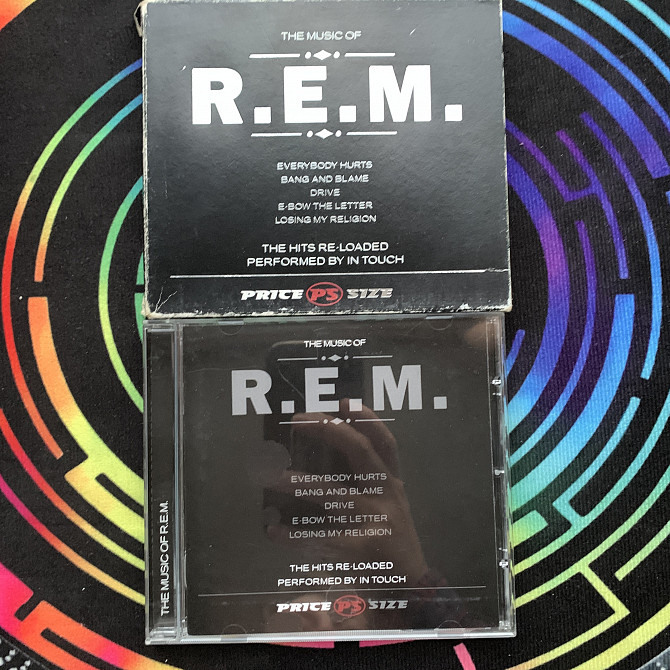 THE MUSIC OF
R.E.M.
EVERYBODY HURTS
BANG AND BLAME
DRIVE
E-BOW THE LETTER
LOSING MY RELIGION
THE HITS RE-LOADED
PERFORMED BY IN TOUCH
PRICE PS SIZE
THE MUSIC OF
R.E.M.
EVERYBODY HURTS
BANG AND BLAME
DRIVE
E-BOW THE LETTER
LOSING MY RELIGION
THE HITS RE-LOADED
PERFORMED BY IN TOUCH
PRICE PS SIZE
THE MUSIC OF R.E.M.